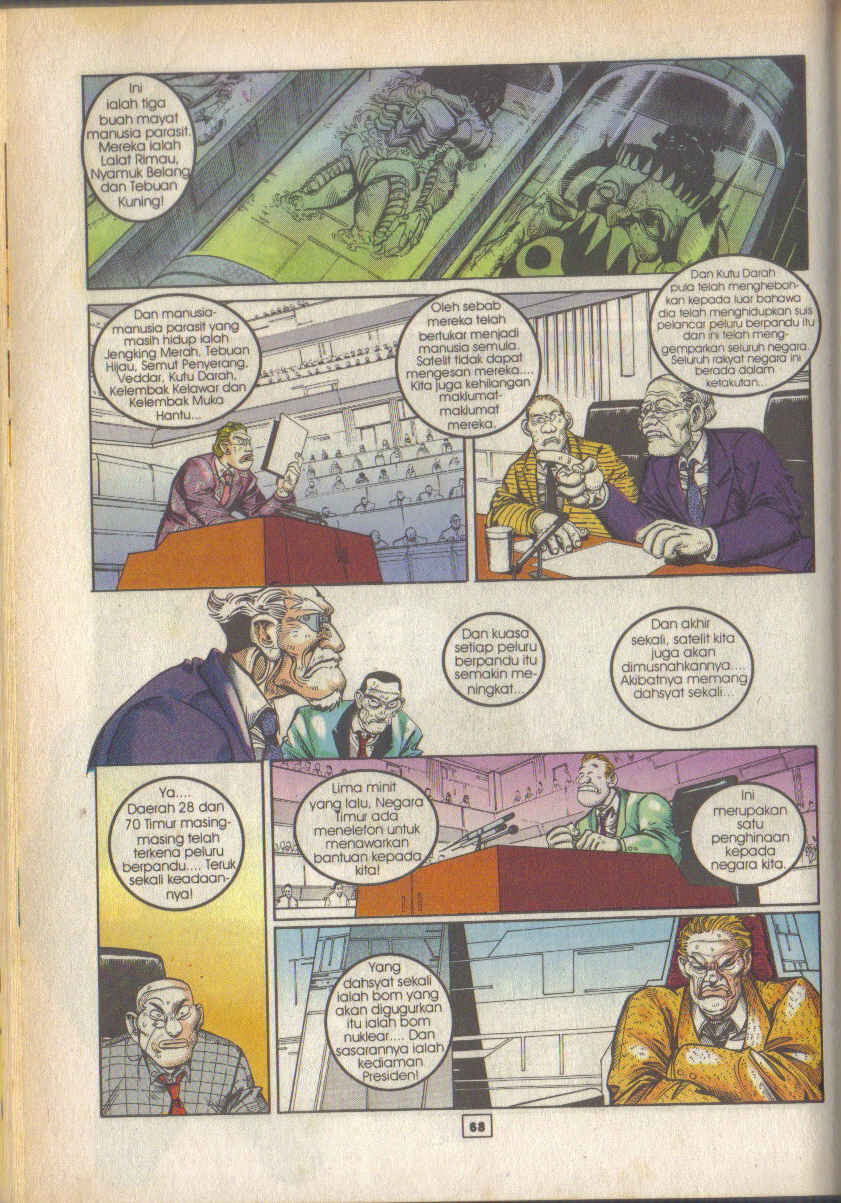 Ini
ialah tiga
buah mayat
manusia parasit.
Mereka ialah
Lalat Rimau,
Nyamuk Belang
dan Tebuan
Kuning!
Dan manusia-
manusia parasit yang
masih hidup ialah
Jengking Merah, Tebuan
Hijau, Semut Penyerang,
Veddar, Kutu Darah,
Kelembak Kelawar dan
Kelembak Muka
Hantu...
Oleh sebab
mereka telah
bertukar menjadi
manusia semula.
Satelit tidak dapat
mengesan mereka....
Kita juga kehilangan
maklumat-
maklumat
mereka.
Dan Kutu Darah
pula telah mengheboh-
kan kepada luar bahawa
dia telah menghidupkan suis
pelancar peluru berpandu itu
dan ini telah meng-
gemparkan seluruh negara.
Seluruh rakyat negara ini
berada dalam
ketakutan...
Dan kuasa
setiap peluru
berpandu itu
semakin me-
ningkat...
Dan akhir
sekali, satelit kita
juga akan
dimusnahkannya....
Akibatnya memang
dahsyat sekali...
Ya....
Daerah 28 dan
70 Timur masing-
masing telah
terkena peluru
berpandu.... Teruk
sekali keadaan-
nya!
Lima minit
yang lalu, Negara
Timur ada
menelefon untuk
menawarkan
bantuan kepada
kita!
Ini
merupakan
satu
penghinaan
kepada
negara kita.
Yang
dahsyat sekali
ialah bom yang
akan digugurkan
itu ialah bom
nuklear.... Dan
sasarannya ialah
kediaman
Presiden!
68